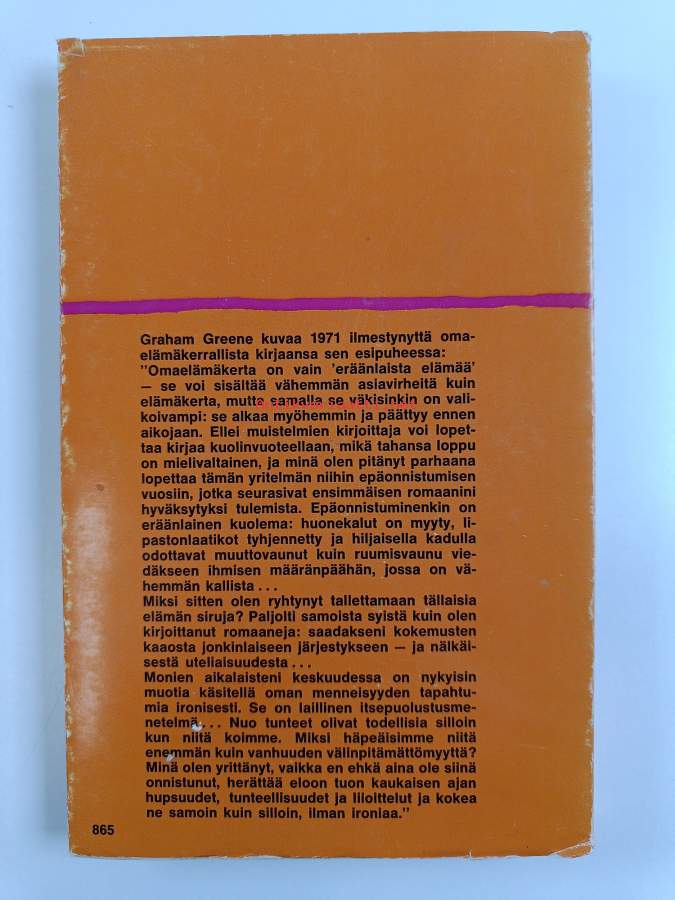 Graham Greene kuvaa 1971 ilmestynyttä oma-
elämäkerrallista kirjaansa sen esipuheessa:
"Omaelämäkerta on vain 'eräänlaista elämää'
— se voi sisältää vähemmän asiavirheitä kuin
elämäkerta, mutta samalla se väkisinkin on vali-
koivampi: se alkaa myöhemmin ja päättyy ennen
aikojaan. Ellei muistelmien kirjoittaja voi lopet-
taa kirjaa kuolinvuoteellaan, mikä tahansa loppu
on mielivaltainen, ja minä olen pitänyt parhaana
lopettaa tämän yritelmän niihin epäonnistumisen
vuosiin, jotka seurasivat ensimmäisen romaanini
hyväksytyksi tulemista. Epäonnistuminenkin on
eräänlainen kuolema: huonekalut on myyty, li-
pastonlaatikot tyhjennetty ja hiljaisella kadulla
odottavat muuttovaunut kuin ruumisvaunu vie-
däkseen ihmisen määränpäähän, jossa on vä-
hemmän kallista ...
Miksi sitten olen ryhtynyt tallettamaan tällaisia
elämän siruja? Paljolti samoista syistä kuin olen
kirjoittanut romaaneja: saadakseni kokemusten
kaaosta jonkinlaiseen järjestykseen — ja nälkäi-
sestä uteliaisuudesta ...
Monien aikalaisteni keskuudessa on nykyisin
muotia käsitellä oman menneisyyden tapahtu-
mia ironisesti. Se on laillinen itsepuolustusme-
netelmä ... Nuo tunteet olivat todellisia silloin
kun niitä koimme. Miksi häpeäisimme niitä
enemmän kuin vanhuuden välinpitämättömyyttä?
Minä olen yrittänyt, vaikka en ehkä aina ole siinä
onnistunut, herättää eloon tuon kaukaisen ajan
hupsuudet, tunteellisuudet ja liioittelut ja kokea
ne samoin kuin silloin, ilman ironiaa."
865